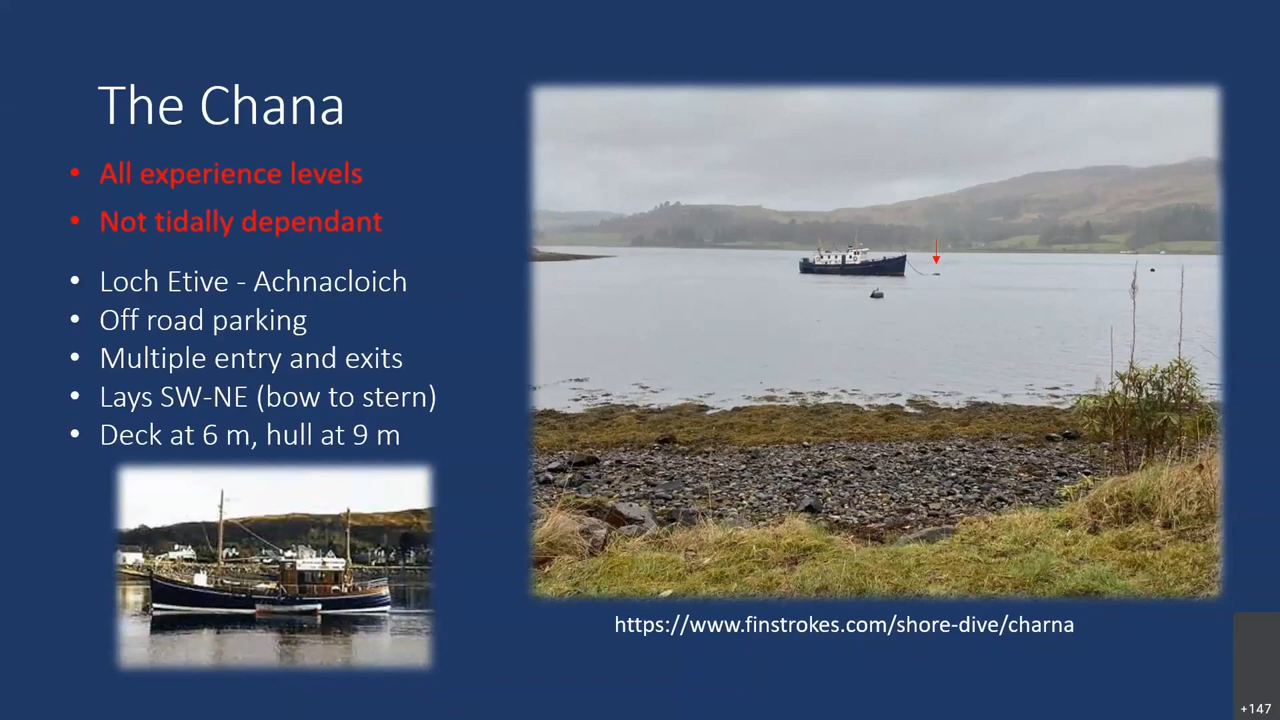 The Chana
• All experience levels
• Not tidally dependant
• Loch Etive - Achnacloich
• Off road parking
• Multiple entry and exits
• Lays SW-NE (bow to stern)
• Deck at 6 m, hull at 9 m
https://www.finstrokes.com/shore-dive/charna
+147